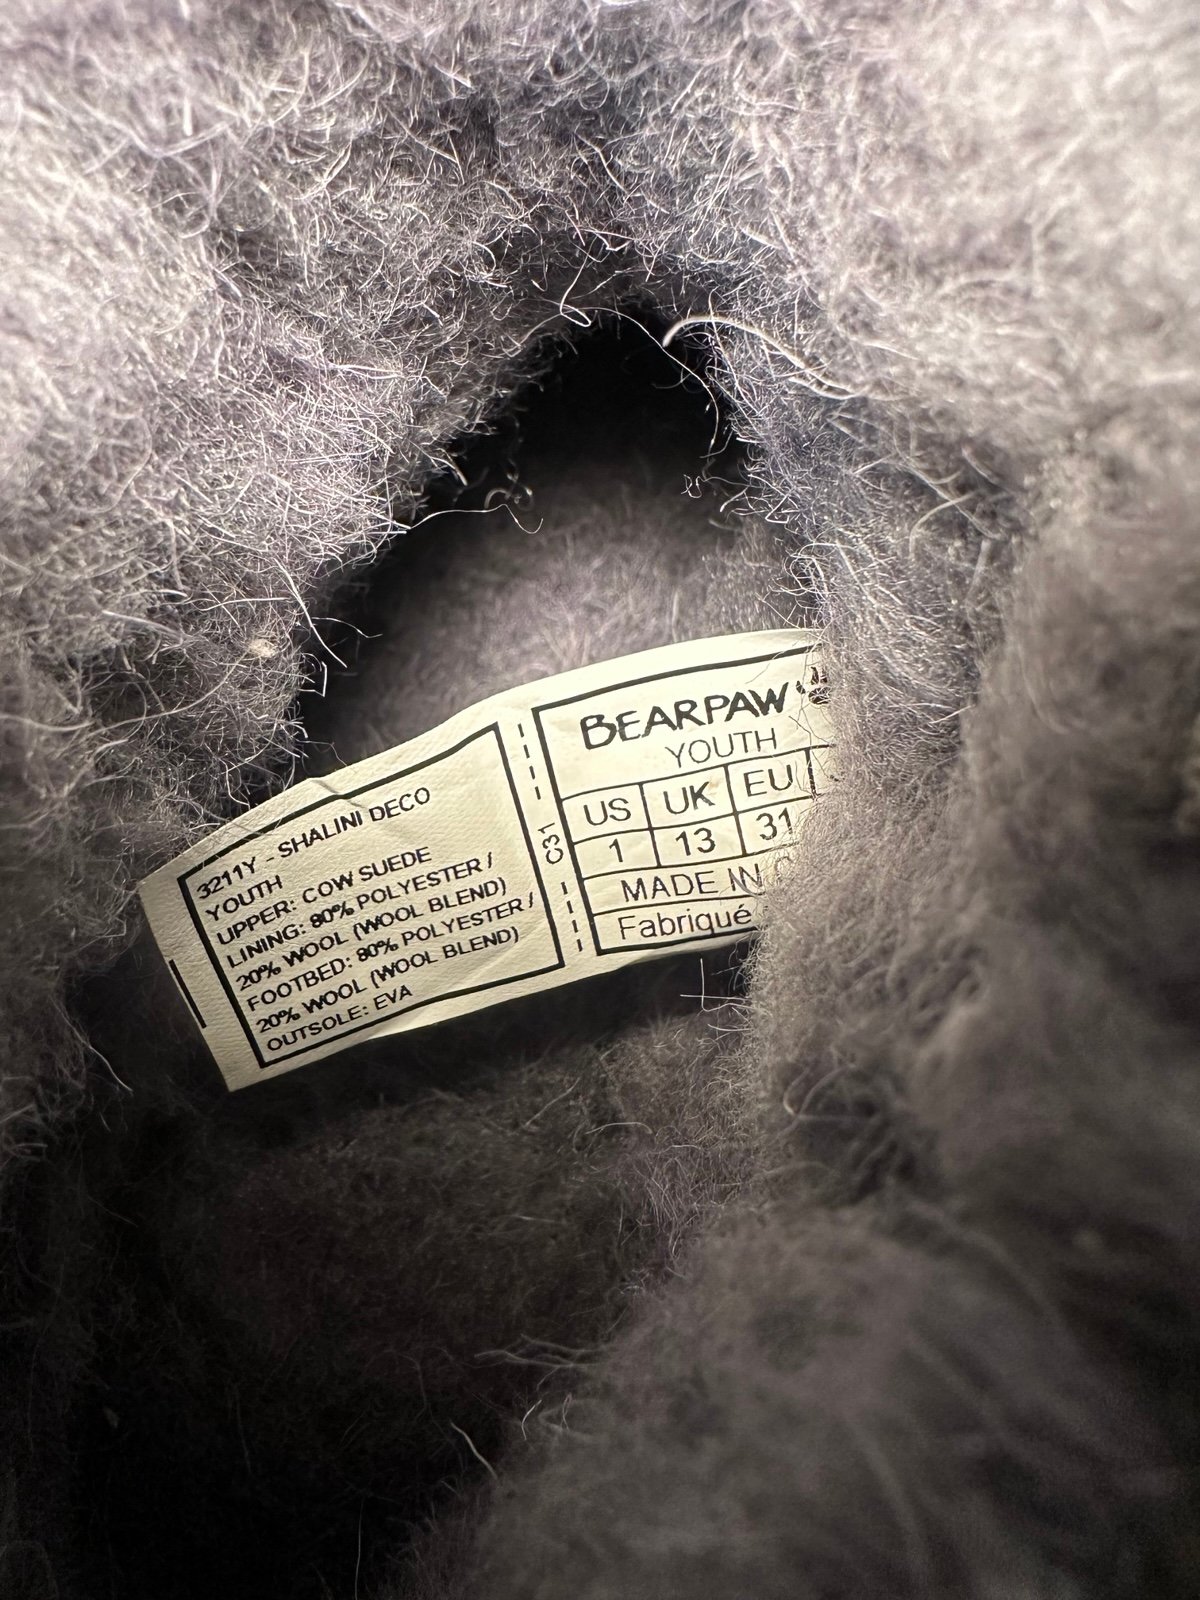 3211Y - SHALINI DECO
YOUTH
UPPER: COW SUEDE
LINING: 80% POLYESTER /
20% WOOL (WOOL BLEND)
FOOTBED: 80% POLYESTER /
20% WOOL (WOOL BLEND)
OUTSOLE: EVA
C31
BEARPAW
YOUTH
US UK EU
1 13 31
MADE IN
Fabriqué